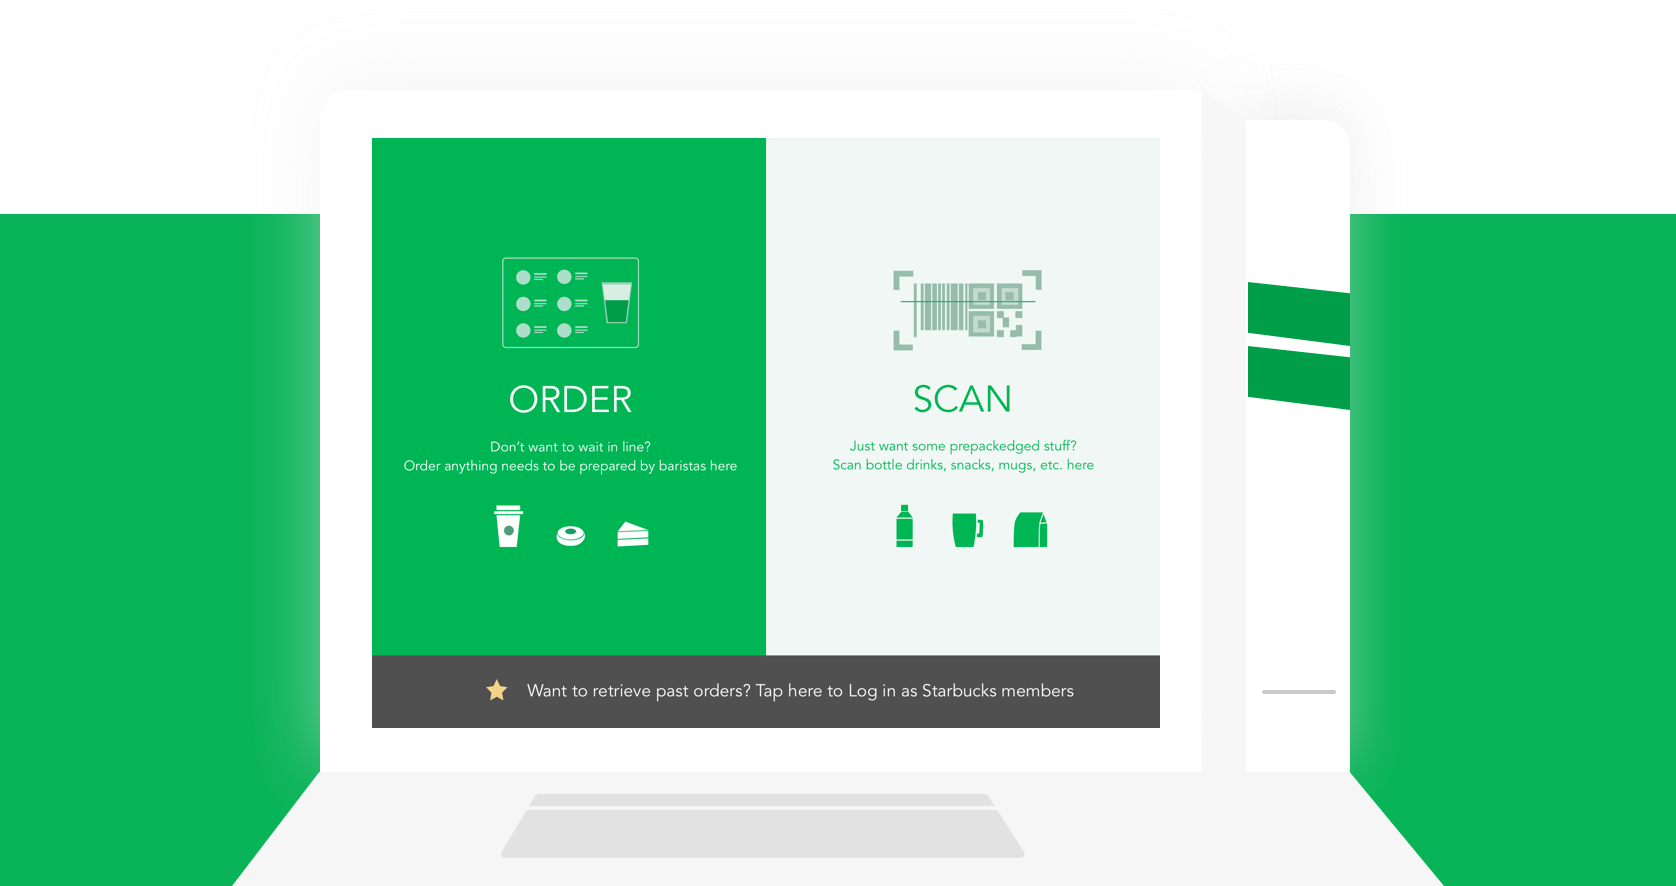 ORDER
Don't want to wait in line?
Order anything needs to be prepared by baristas here
SCAN
Just want some prepackedged stuff?
Scan bottle drinks, snacks, mugs, etc. here
Want to retrieve past orders? Tap here to Log in as Starbucks members